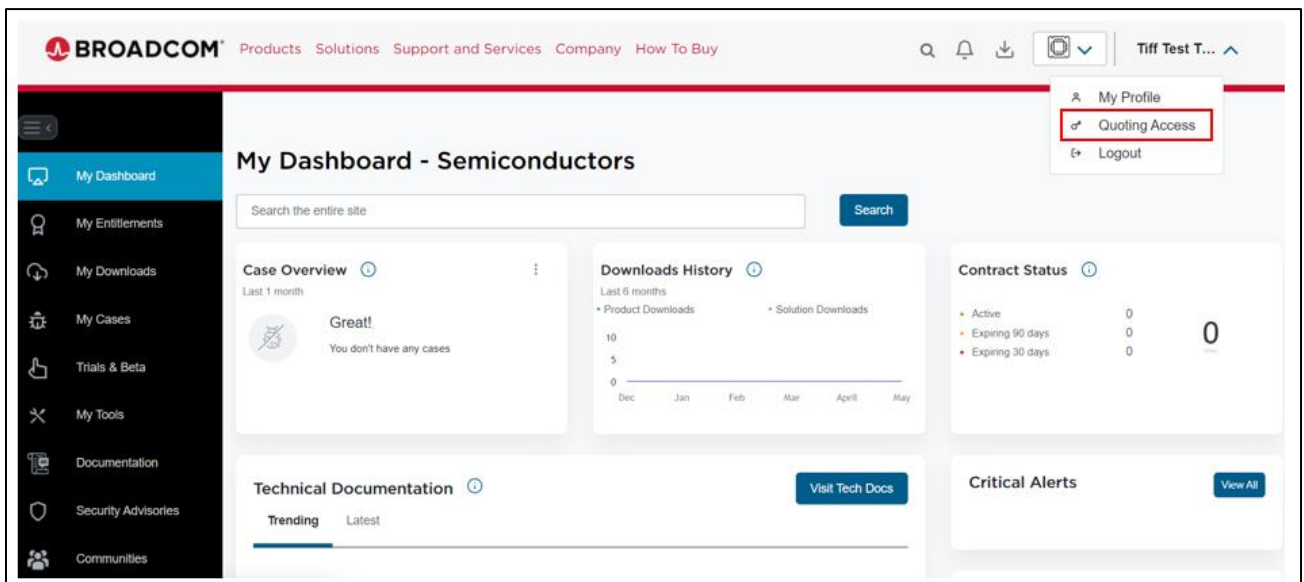 BROADCOM Products Solutions Support and Services Company How To Buy Tiff Test T...
My Profile
Quoting Access
Logout
My Dashboard - Semiconductors
Search the entire site Search
My Dashboard
My Entitlements
My Downloads
My Cases
Trials & Beta
My Tools
Documentation
Security Advisories
Communities
Case Overview
Last 1 month
Great!
You don't have any cases
Downloads History
Last 6 months
• Product Downloads • Solution Downloads
10
5
0
Dec Jan Feb Mar April May
Contract Status
• Active 0
• Expiring 90 days 0
• Expiring 30 days 0
0
Technical Documentation Visit Tech Docs
Trending Latest
Critical Alerts View All